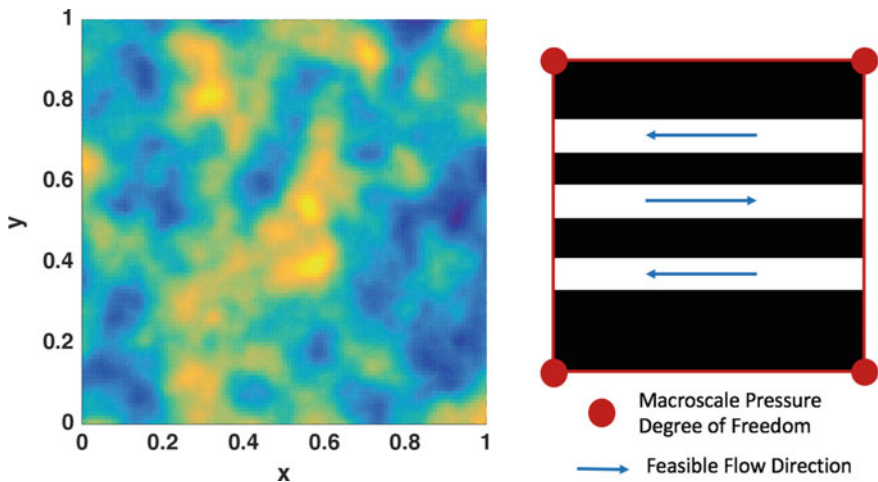 1
0.8
0.6
y
0.4
0.2
0
0 0.2 0.4 0.6 0.8 1
x
Macroscale Pressure
Degree of Freedom
Feasible Flow Direction